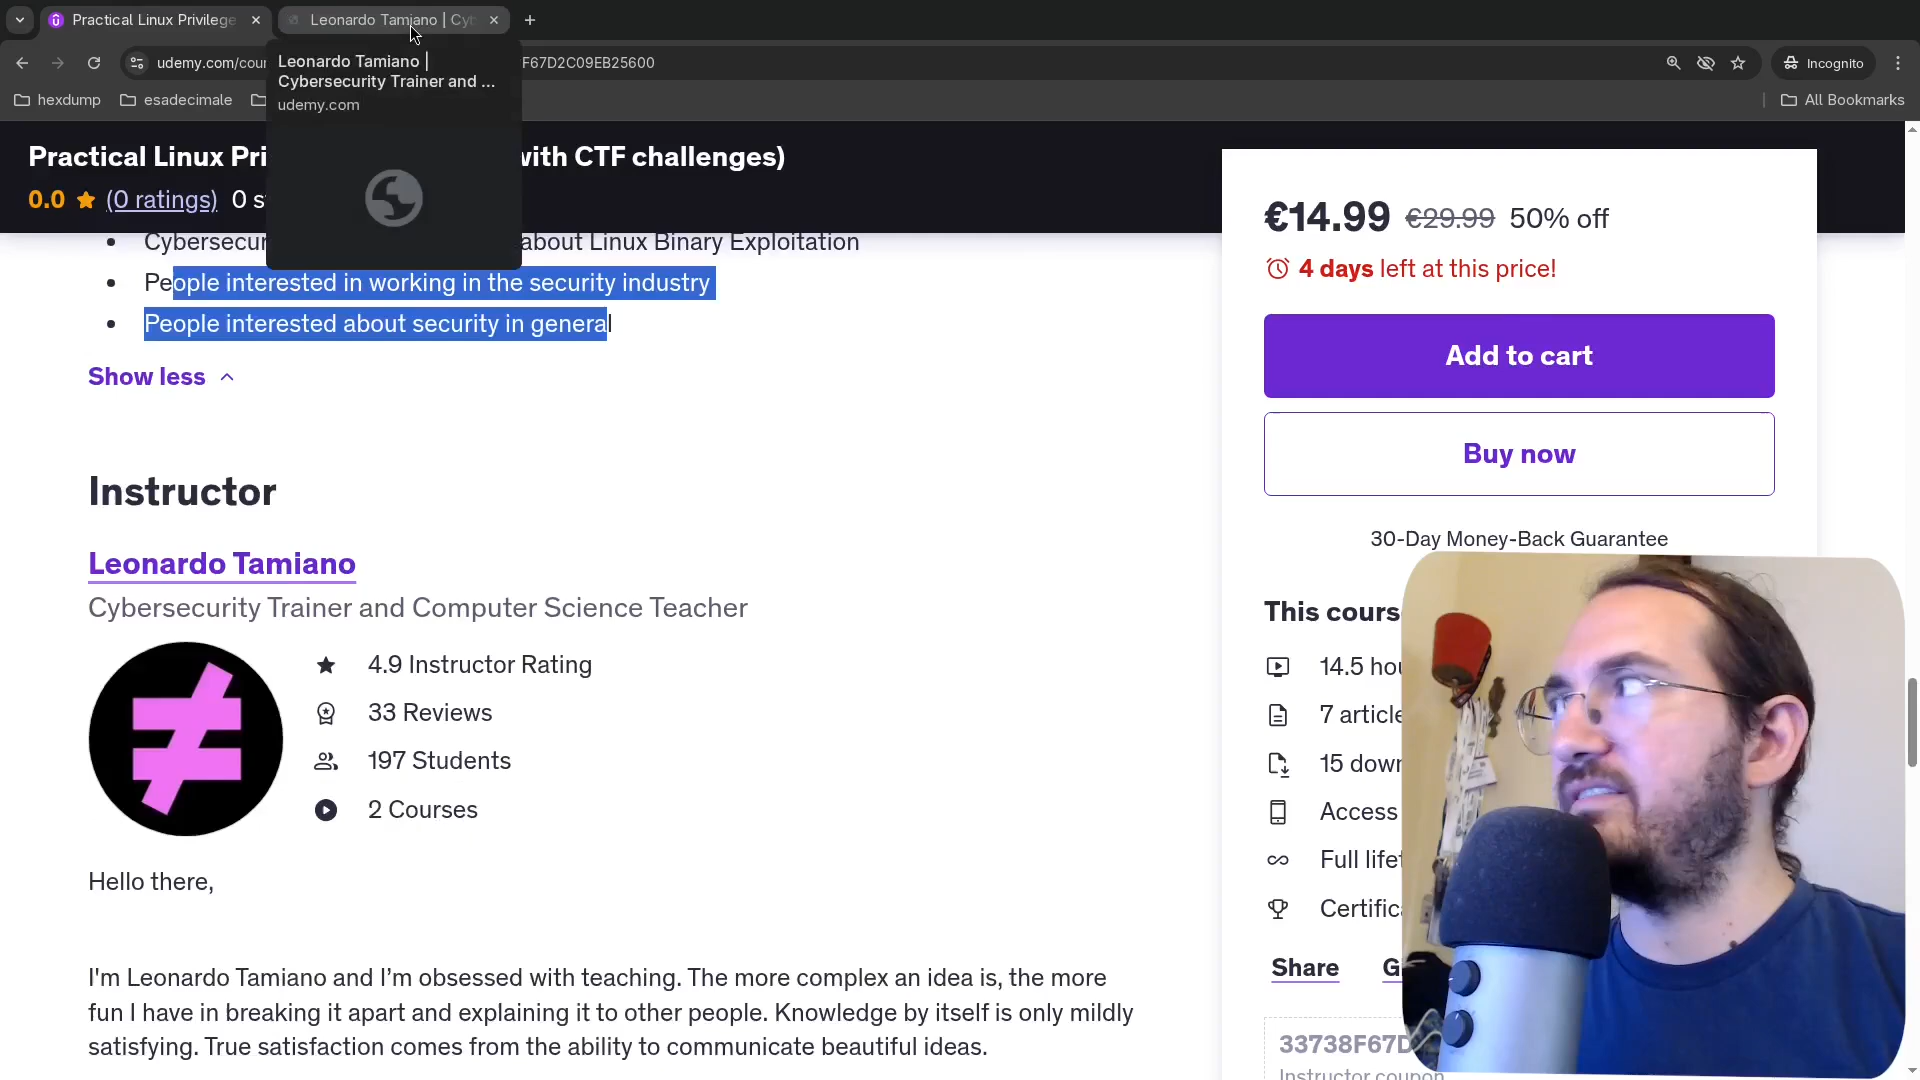 Practical Linux Privilege
Leonardo Tamiano | Cyb
udemy.com/cour
F67D2C09EB25600
Incognito
Leonardo Tamiano |
Cybersecurity Trainer and ...
udemy.com
hexdump
esadecimale
All Bookmarks
Practical Linux Pri
with CTF challenges)
0.0 (0 ratings) 0 s
Cybersecur
about Linux Binary Exploitation
People interested in working in the security industry
People interested about security in general
Show less
Instructor
Leonardo Tamiano
Cybersecurity Trainer and Computer Science Teacher
4.9 Instructor Rating
33 Reviews
197 Students
2 Courses
Hello there,
I'm Leonardo Tamiano and I’m obsessed with teaching. The more complex an idea is, the more
fun I have in breaking it apart and explaining it to other people. Knowledge by itself is only mildly
satisfying. True satisfaction comes from the ability to communicate beautiful ideas.
€14.99 €29.99 50% off
4 days left at this price!
Add to cart
Buy now
30-Day Money-Back Guarantee
This cours
14.5 hou
7 article
15 down
Access
Full lifet
Certifica
Share
G
33738F67D
Instructor coupon